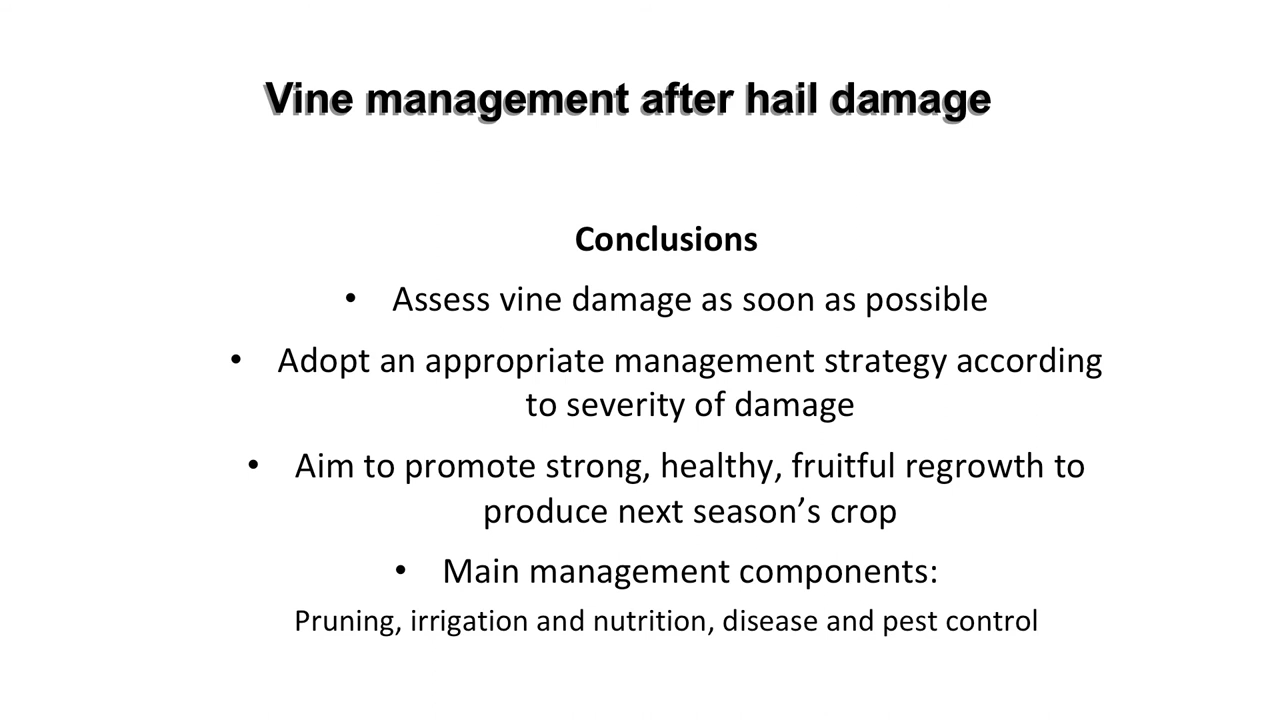 Vine management after hail damage
Conclusions
• Assess vine damage as soon as possible
• Adopt an appropriate management strategy according
to severity of damage
• Aim to promote strong, healthy, fruitful regrowth to
produce next season’s crop
• Main management components:
Pruning, irrigation and nutrition, disease and pest control